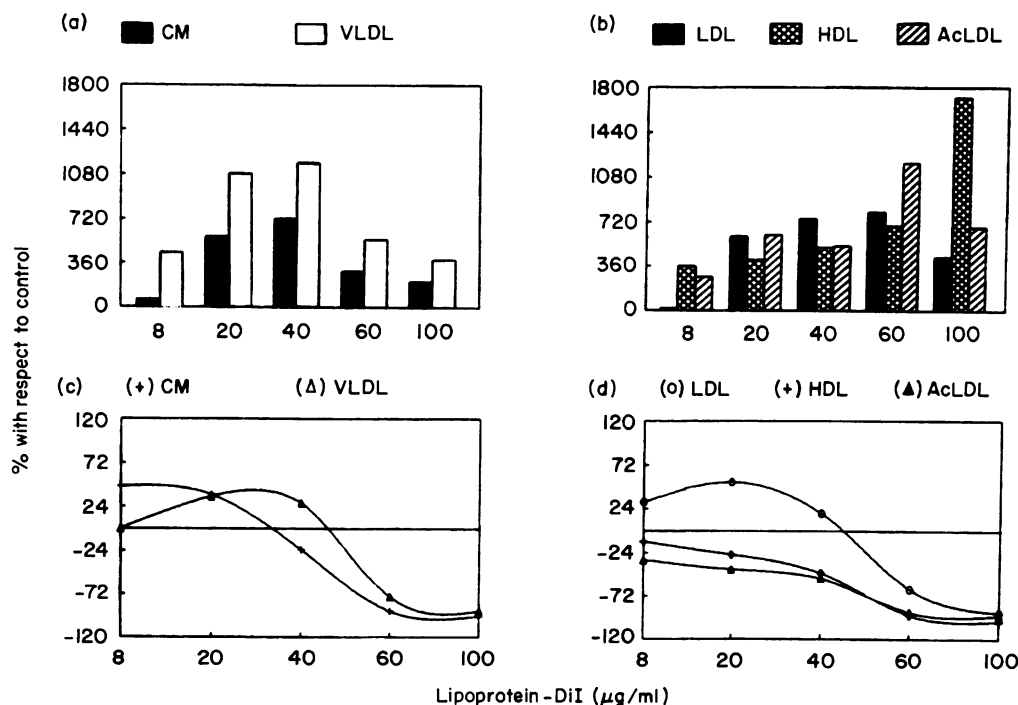 (a)
CM VLDL
1800
1440
1080
720
360
0
8 20 40 60 100
(b)
LDL HDL AcLDL
1800
1440
1080
720
360
0
8 20 40 60 100
% with respect to control
(c) (+) CM (Δ) VLDL
120
72
24
-24
-72
-120
8 20 40 60 100
(d) (o) LDL (+) HDL (▲) AcLDL
120
72
24
-24
-72
-120
8 20 40 60 100
Lipoprotein-DiI (μg/ml)